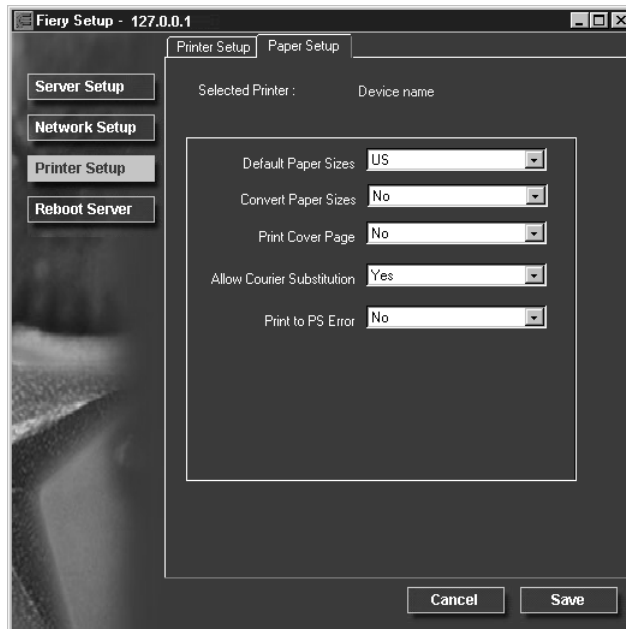 Fiery Setup - 127.0.0.1
Printer Setup
Paper Setup
Server Setup
Network Setup
Printer Setup
Reboot Server
Selected Printer : Device name
Default Paper Sizes US
Convert Paper Sizes No
Print Cover Page No
Allow Courier Substitution Yes
Print to PS Error No
Cancel
Save